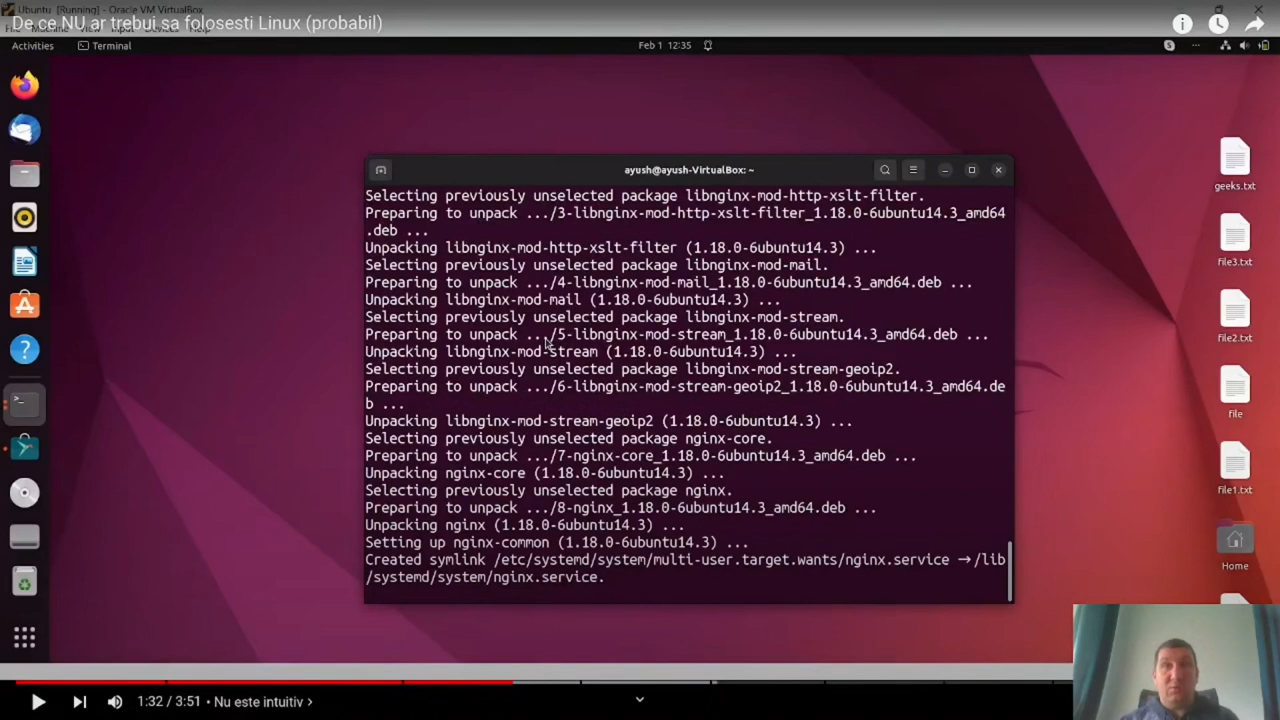 Ubuntu [Running] - Oracle VM VirtualBox
De ce NU ar trebui sa folosesti Linux (probabil)
File Machine View Input Devices Help
Activities
Terminal
Feb 1 12:35
ayush@ayush-VirtualBox: ~
Selecting previously unselected package libnginx-mod-http-xslt-filter.
Preparing to unpack .../3-libnginx-mod-http-xslt-filter_1.18.0-6ubuntu14.3_amd64
.deb ...
Unpacking libnginx-mod-http-xslt-filter (1.18.0-6ubuntu14.3) ...
Selecting previously unselected package libnginx-mod-mail.
Preparing to unpack .../4-libnginx-mod-mail_1.18.0-6ubuntu14.3_amd64.deb ...
Unpacking libnginx-mod-mail (1.18.0-6ubuntu14.3) ...
Selecting previously unselected package libnginx-mod-stream.
Preparing to unpack .../5-libnginx-mod-stream_1.18.0-6ubuntu14.3_amd64.deb ...
Unpacking libnginx-mod-stream (1.18.0-6ubuntu14.3) ...
Selecting previously unselected package libnginx-mod-stream-geoip2.
Preparing to unpack .../6-libnginx-mod-stream-geoip2_1.18.0-6ubuntu14.3_amd64.de
b ...
Unpacking libnginx-mod-stream-geoip2 (1.18.0-6ubuntu14.3) ...
Selecting previously unselected package nginx-core.
Preparing to unpack .../7-nginx-core_1.18.0-6ubuntu14.3_amd64.deb ...
Unpacking nginx-core (1.18.0-6ubuntu14.3) ...
Selecting previously unselected package nginx.
Preparing to unpack .../8-nginx_1.18.0-6ubuntu14.3_amd64.deb ...
Unpacking nginx (1.18.0-6ubuntu14.3) ...
Setting up nginx-common (1.18.0-6ubuntu14.3) ...
Created symlink /etc/systemd/system/multi-user.target.wants/nginx.service → /lib
/systemd/system/nginx.service.
geeks.txt
file3.txt
file2.txt
file
file1.txt
Home
1:32 / 3:51 • Nu este intuitiv >